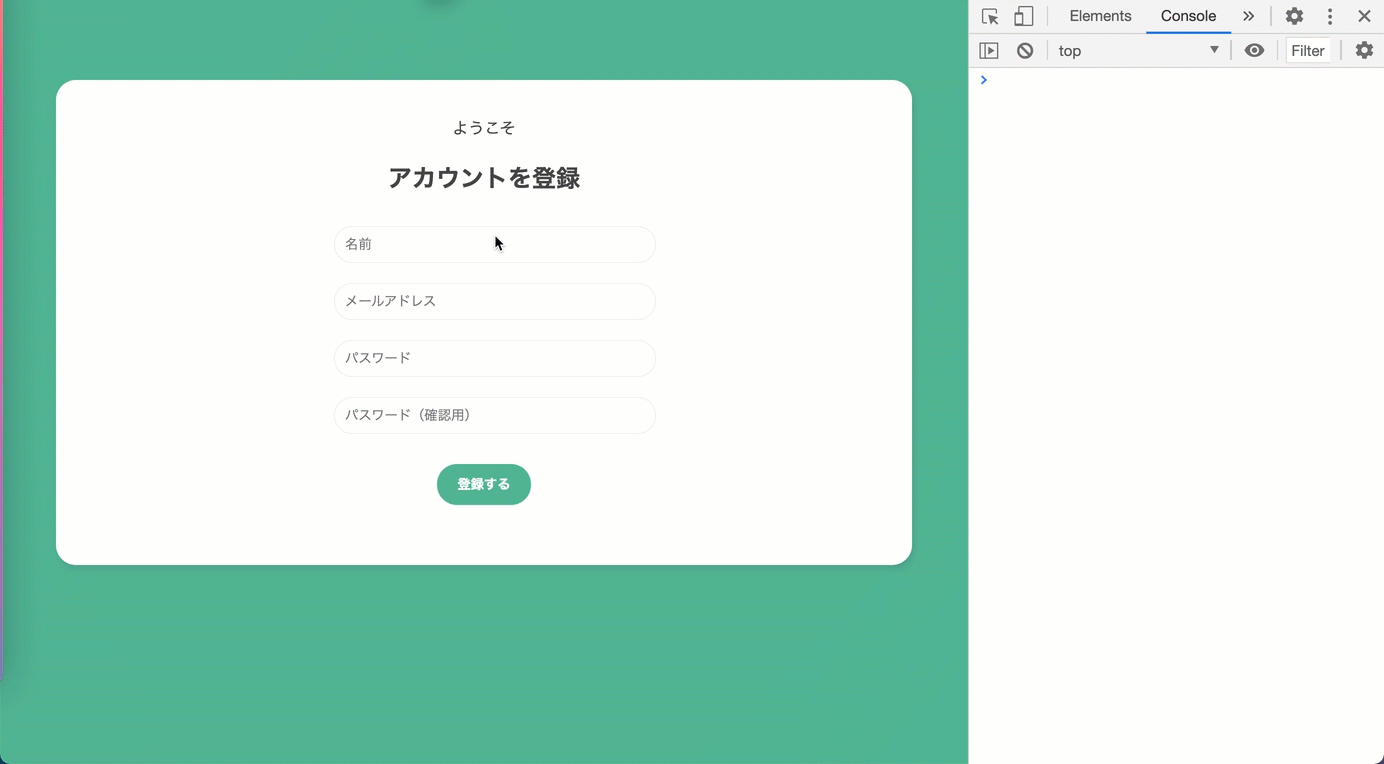 ようこそ
アカウントを登録
名前
メールアドレス
パスワード
パスワード（確認用）
登録する
Elements Console
top Filter